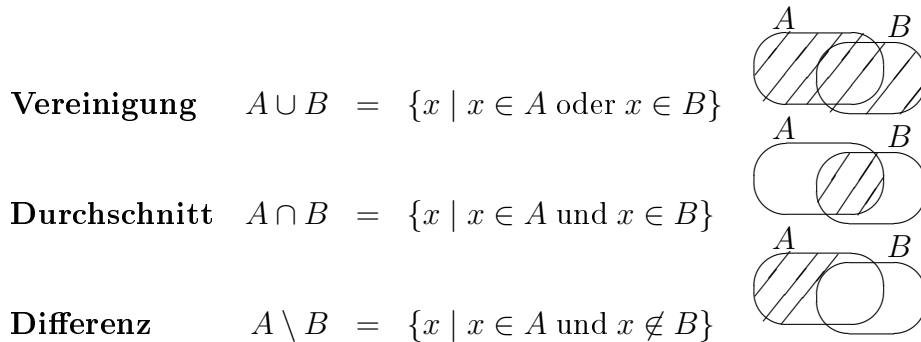 A B
Vereinigung A ∪ B = {x | x ∈ A oder x ∈ B}
A B
Durchschnitt A ∩ B = {x | x ∈ A und x ∈ B}
A B
Differenz A \ B = {x | x ∈ A und x ∉ B}